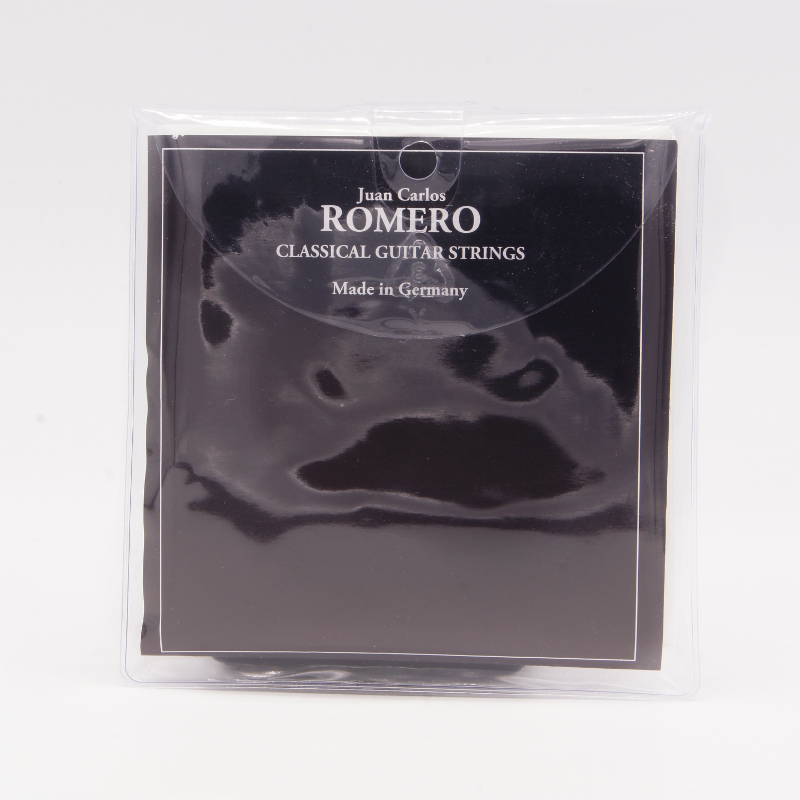 Juan Carlos
ROMERO
CLASSICAL GUITAR STRINGS
Made in Germany